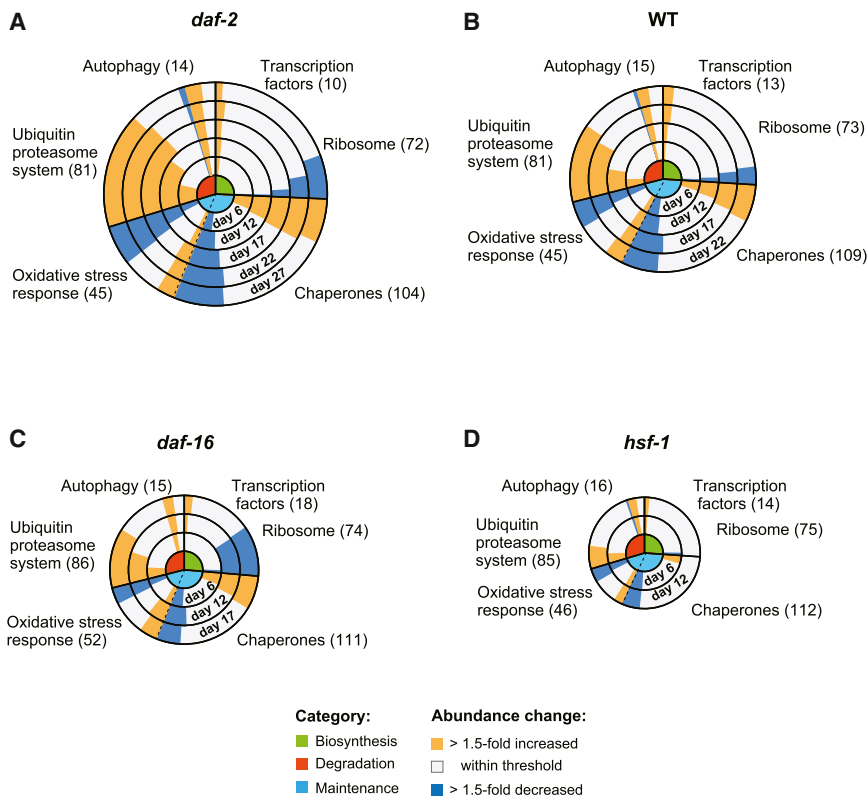 A
daf-2
Autophagy (14)
Transcription
factors (10)
Ribosome (72)
Ubiquitin
proteasome
system (81)
Oxidative stress
response (45)
Chaperones (104)
day 6
day 12
day 17
day 22
day 27
B
WT
Autophagy (15)
Transcription
factors (13)
Ribosome (73)
Ubiquitin
proteasome
system (81)
Oxidative stress
response (45)
Chaperones (109)
day 6
day 12
day 17
day 22
C
daf-16
Autophagy (15)
Transcription
factors (18)
Ribosome (74)
Ubiquitin
proteasome
system (86)
Oxidative stress
response (52)
Chaperones (111)
day 6
day 12
day 17
D
hsf-1
Autophagy (16)
Transcription
factors (14)
Ribosome (75)
Ubiquitin
proteasome
system (85)
Oxidative stress
response (46)
Chaperones (112)
day 6
day 12
Category:
Biosynthesis
Degradation
Maintenance
Abundance change:
> 1.5-fold increased
within threshold
> 1.5-fold decreased